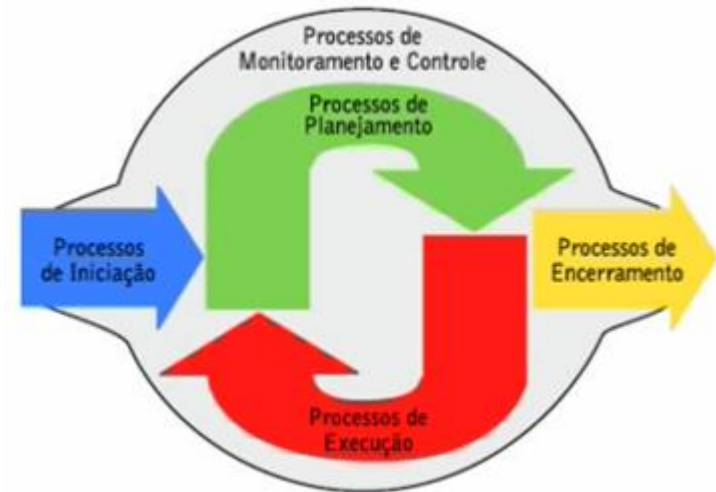 Processos de
Monitoramento e Controle
Processos de
Planejamento
Processos
de Iniciação
Processos de
Encerramento
Processos de
Execução